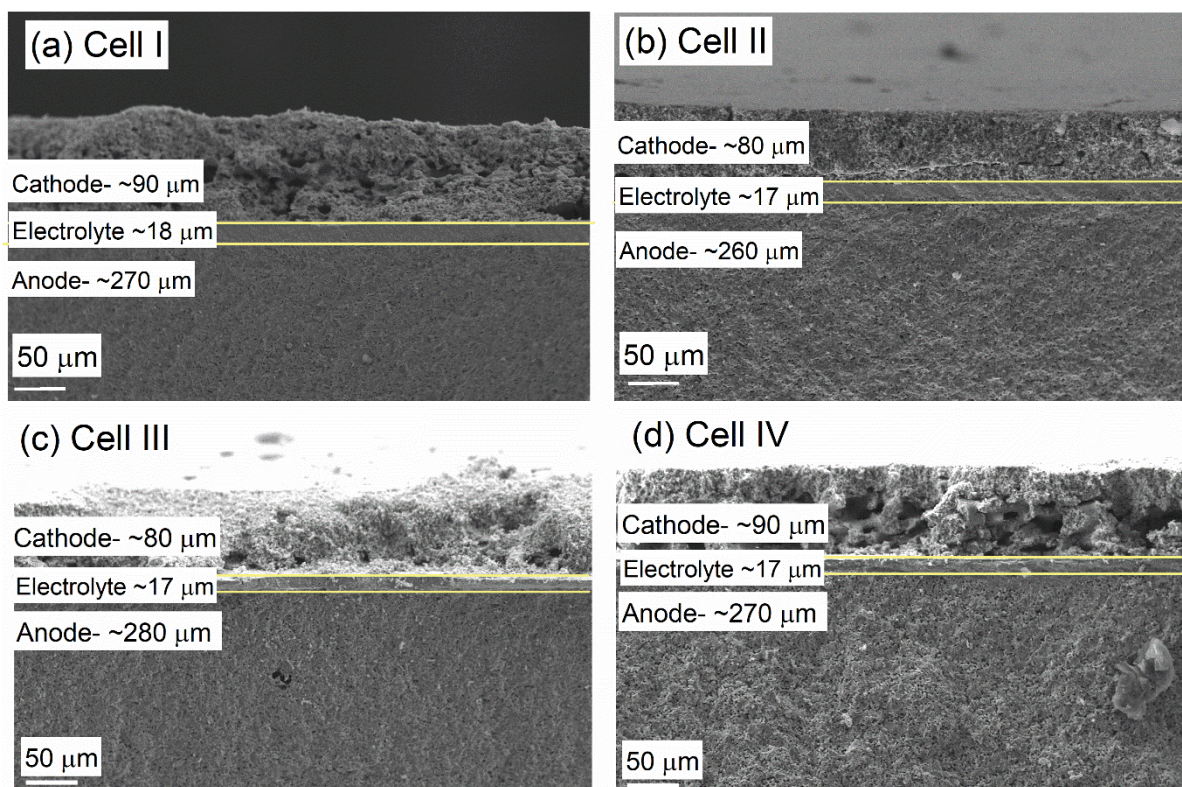 (a) Cell I
Cathode- ~90 μm
Electrolyte ~18 μm
Anode- ~270 μm
50 μm
(b) Cell II
Cathode- ~80 μm
Electrolyte ~17 μm
Anode- ~260 μm
50 μm
(c) Cell III
Cathode- ~80 μm
Electrolyte ~17 μm
Anode- ~280 μm
50 μm
(d) Cell IV
Cathode- ~90 μm
Electrolyte ~17 μm
Anode- ~270 μm
50 μm